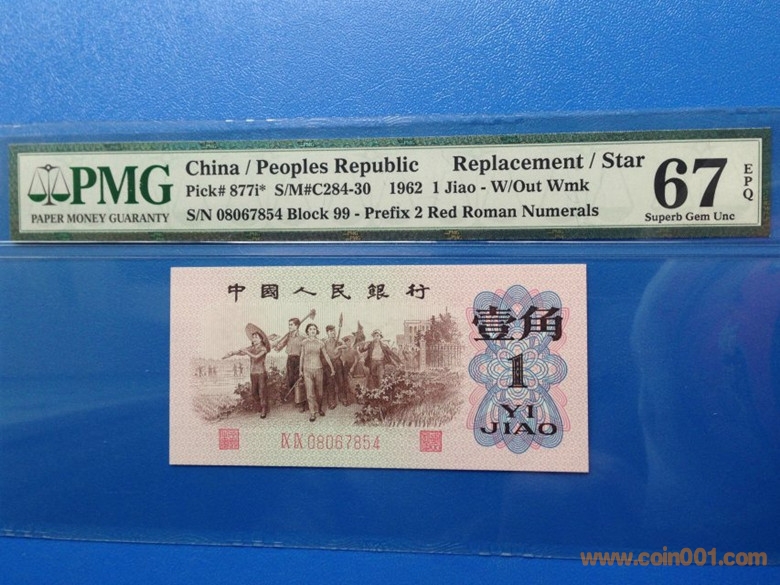 PMG
PAPER MONEY GUARANTY
China / Peoples Republic Replacement / Star
Pick# 877i* S/M#C284-30 1962 1 Jiao - W/Out Wmk
S/N 08067854 Block 99 - Prefix 2 Red Roman Numerals
67
EPQ
Superb Gem Unc
中國人民銀行
壹角
1
YI
JIAO
IX IX 08067854
www.coin001.com